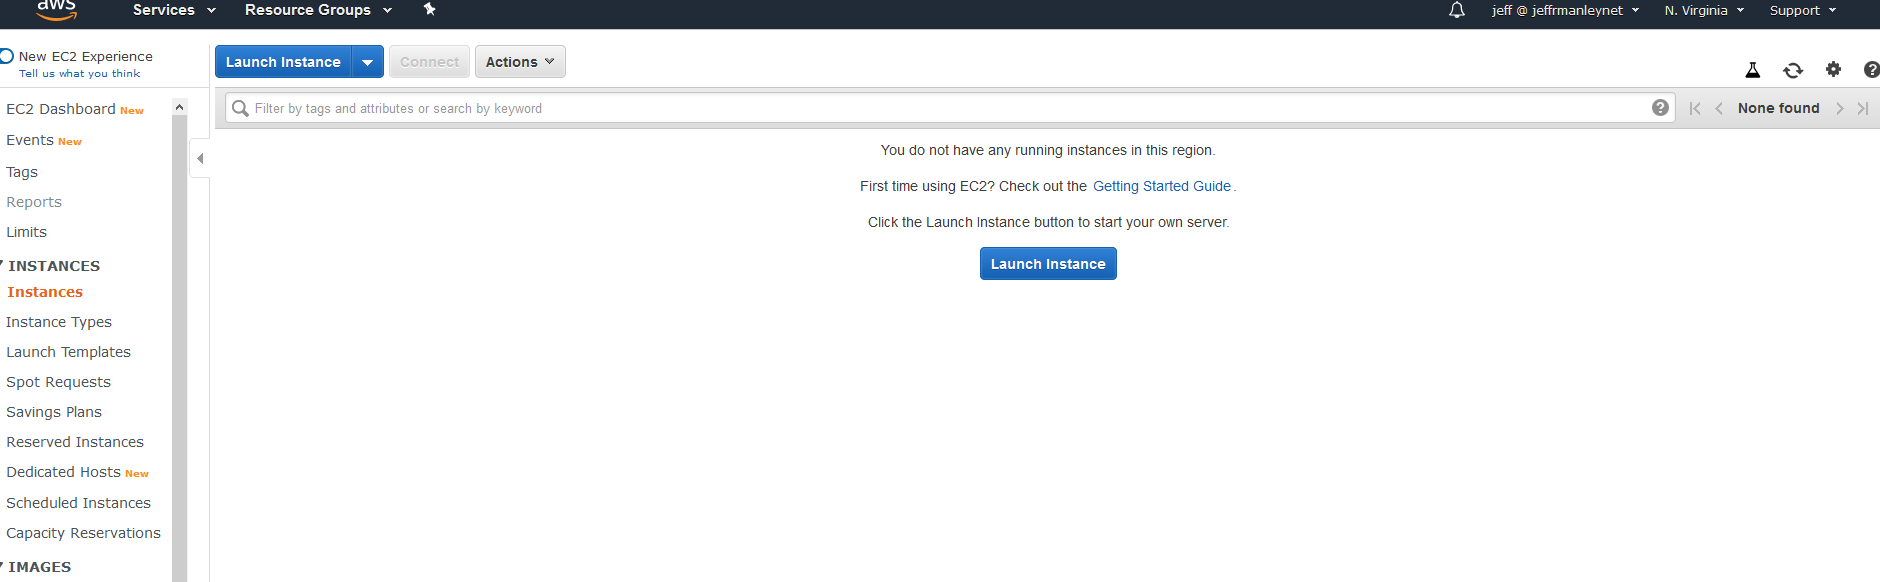 aws Services Resource Groups jeff @ jeffrmanleynet N. Virginia Support
New EC2 Experience
Tell us what you think
Launch Instance Connect Actions
EC2 Dashboard New
Events New
Tags
Reports
Limits
INSTANCES
Instances
Instance Types
Launch Templates
Spot Requests
Savings Plans
Reserved Instances
Dedicated Hosts New
Scheduled Instances
Capacity Reservations
IMAGES
Filter by tags and attributes or search by keyword
None found
You do not have any running instances in this region.
First time using EC2? Check out the Getting Started Guide.
Click the Launch Instance button to start your own server.
Launch Instance